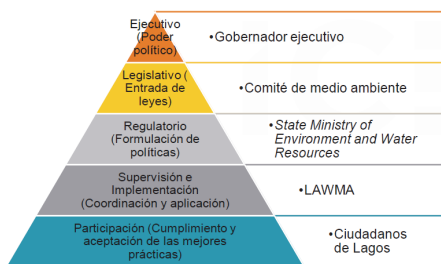 Ejecutivo
(Poder
político)
•Gobernador ejecutivo
Legislativo (
Entrada de
leyes)
•Comité de medio ambiente
Regulatorio
(Formulación de
políticas)
•State Ministry of
Environment and Water
Resources
Supervisión e
Implementación
(Coordinación y aplicación)
•LAWMA
Participación (Cumplimiento y
aceptación de las mejores
prácticas)
•Ciudadanos
de Lagos